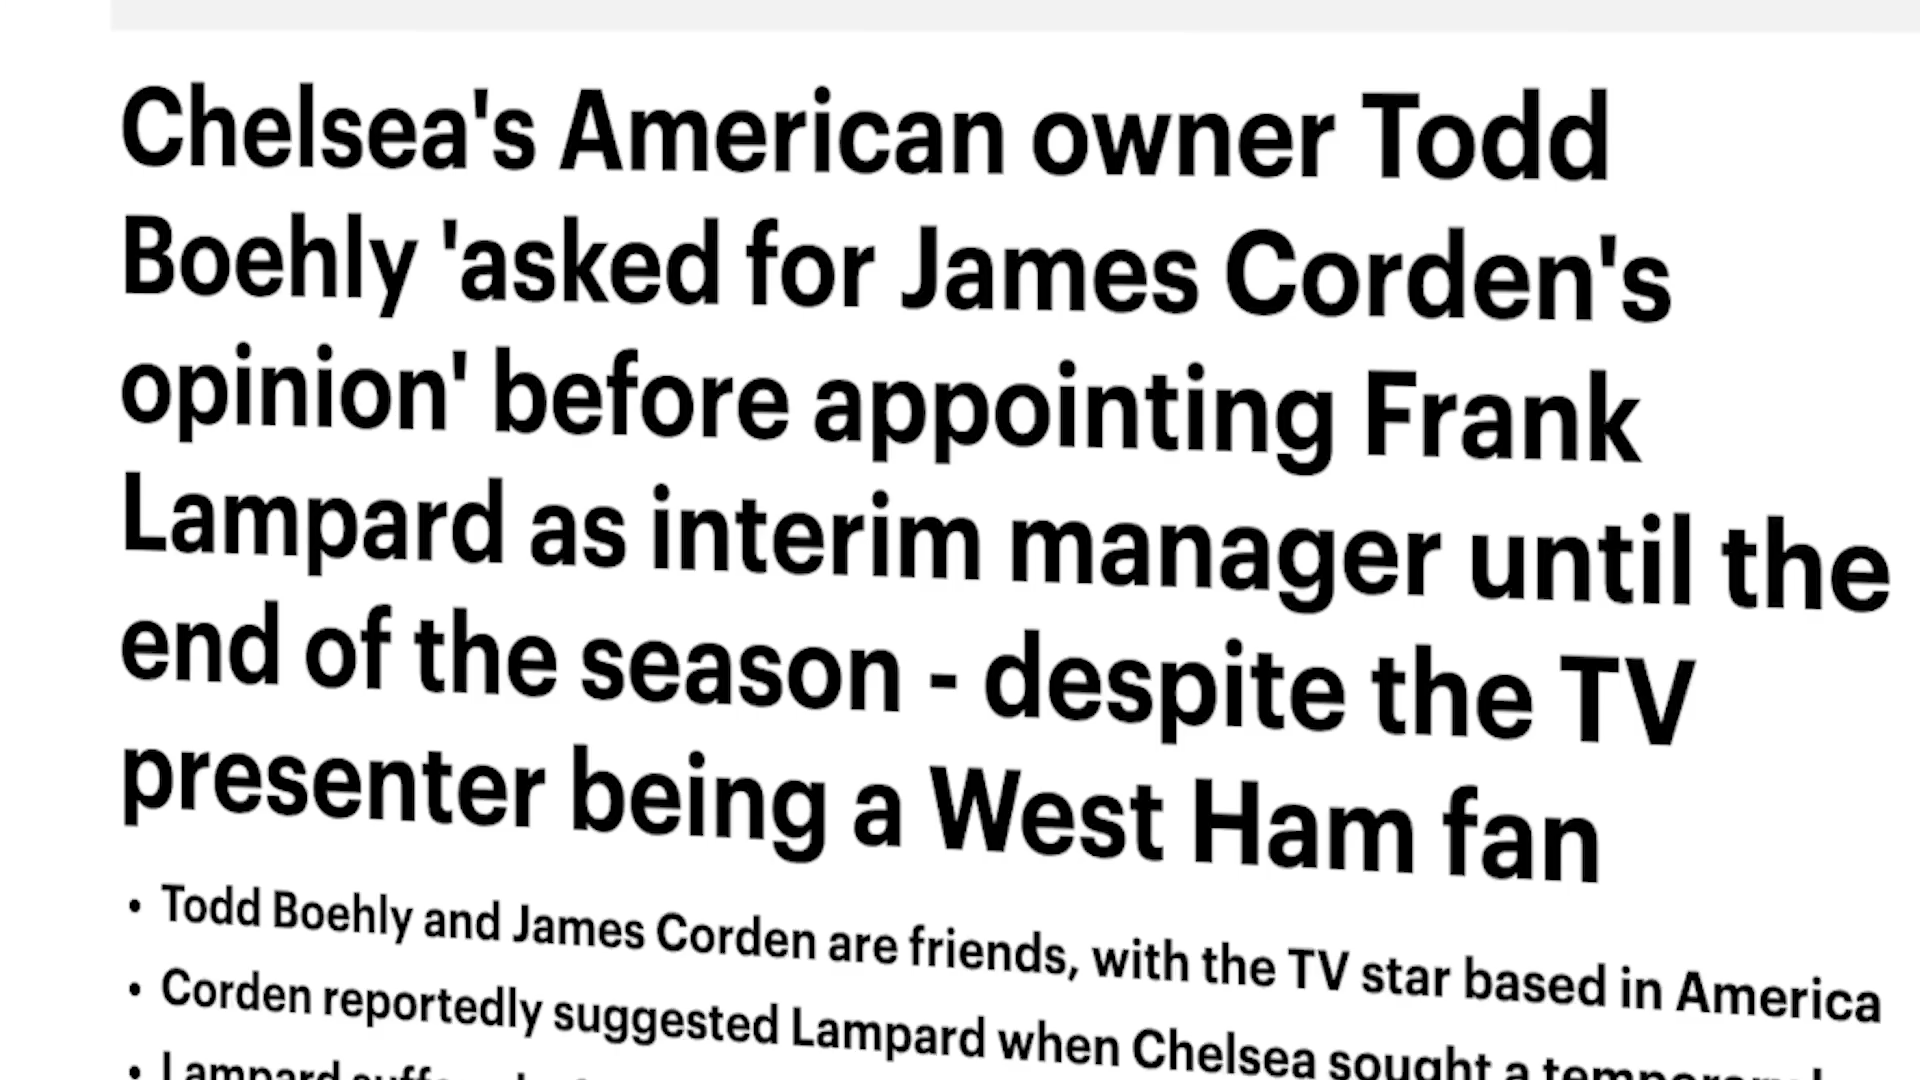 Chelsea's American owner Todd
Boehly 'asked for James Corden's
opinion' before appointing Frank
Lampard as interim manager until the
end of the season - despite the TV
presenter being a West Ham fan
• Todd Boehly and James Corden are friends, with the TV star based in America
• Corden reportedly suggested Lampard when Chelsea sought a
• Lampard